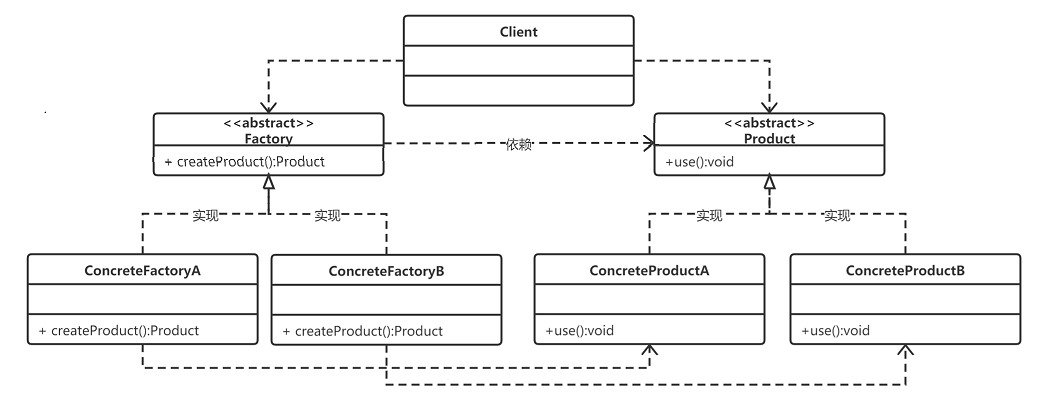 Client
<<abstract>>
Factory
+ createProduct():Product
依赖
<<abstract>>
Product
+use():void
实现
实现
实现
实现
ConcreteFactoryA
+ createProduct():Product
ConcreteFactoryB
+ createProduct():Product
ConcreteProductA
+use():void
ConcreteProductB
+use():void